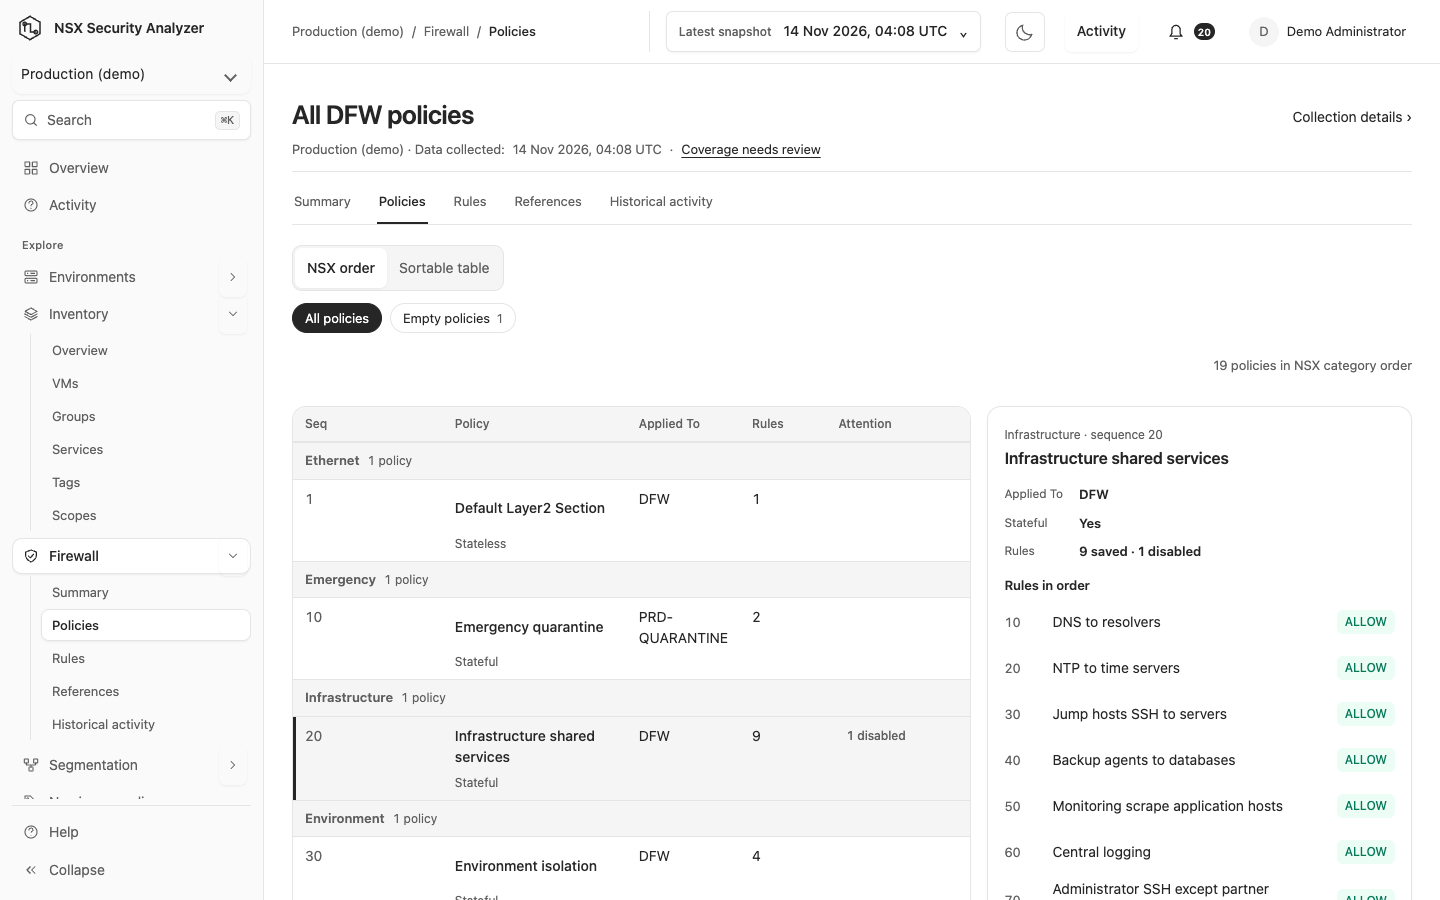 NSX Security Analyzer
Production (demo)
Search ⌘K
Overview
Activity
Explore
Environments
Inventory
Overview
VMs
Groups
Services
Tags
Scopes
Firewall
Summary
Policies
Rules
References
Historical activity
Segmentation
Help
Collapse
Production (demo) / Firewall / Policies
Latest snapshot 14 Nov 2026, 04:08 UTC
Activity
20
D Demo Administrator
All DFW policies
Collection details ›
Production (demo) · Data collected: 14 Nov 2026, 04:08 UTC · Coverage needs review
Summary Policies Rules References Historical activity
NSX order Sortable table
All policies Empty policies 1
19 policies in NSX category order
Seq Policy Applied To Rules Attention
Ethernet 1 policy
1 Default Layer2 Section DFW 1
Stateless
Emergency 1 policy
10 Emergency quarantine PRD-QUARANTINE 2
Stateful
Infrastructure 1 policy
20 Infrastructure shared services DFW 9 1 disabled
Stateful
Environment 1 policy
30 Environment isolation DFW 4
Stateful
Infrastructure · sequence 20
Infrastructure shared services
Applied To DFW
Stateful Yes
Rules 9 saved · 1 disabled
Rules in order
10 DNS to resolvers ALLOW
20 NTP to time servers ALLOW
30 Jump hosts SSH to servers ALLOW
40 Backup agents to databases ALLOW
50 Monitoring scrape application hosts ALLOW
60 Central logging ALLOW
70 Administrator SSH except partner ALLOW